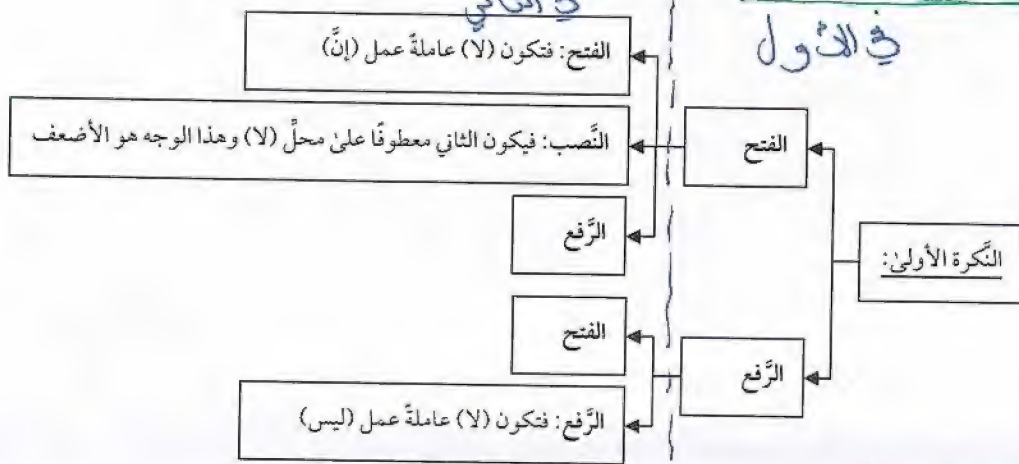 في الأول
في الثاني
النَّكرة الأولىٰ:
الفتح
الفتح: فتكون (لا) عاملةً عمل (إنَّ)
النَّصب: فيكون الثاني معطوفًا علىٰ محلِّ (لا) وهذا الوجه هو الأضعف
الرَّفع
الرَّفع
الفتح
الرَّفع: فتكون (لا) عاملةً عمل (ليس)